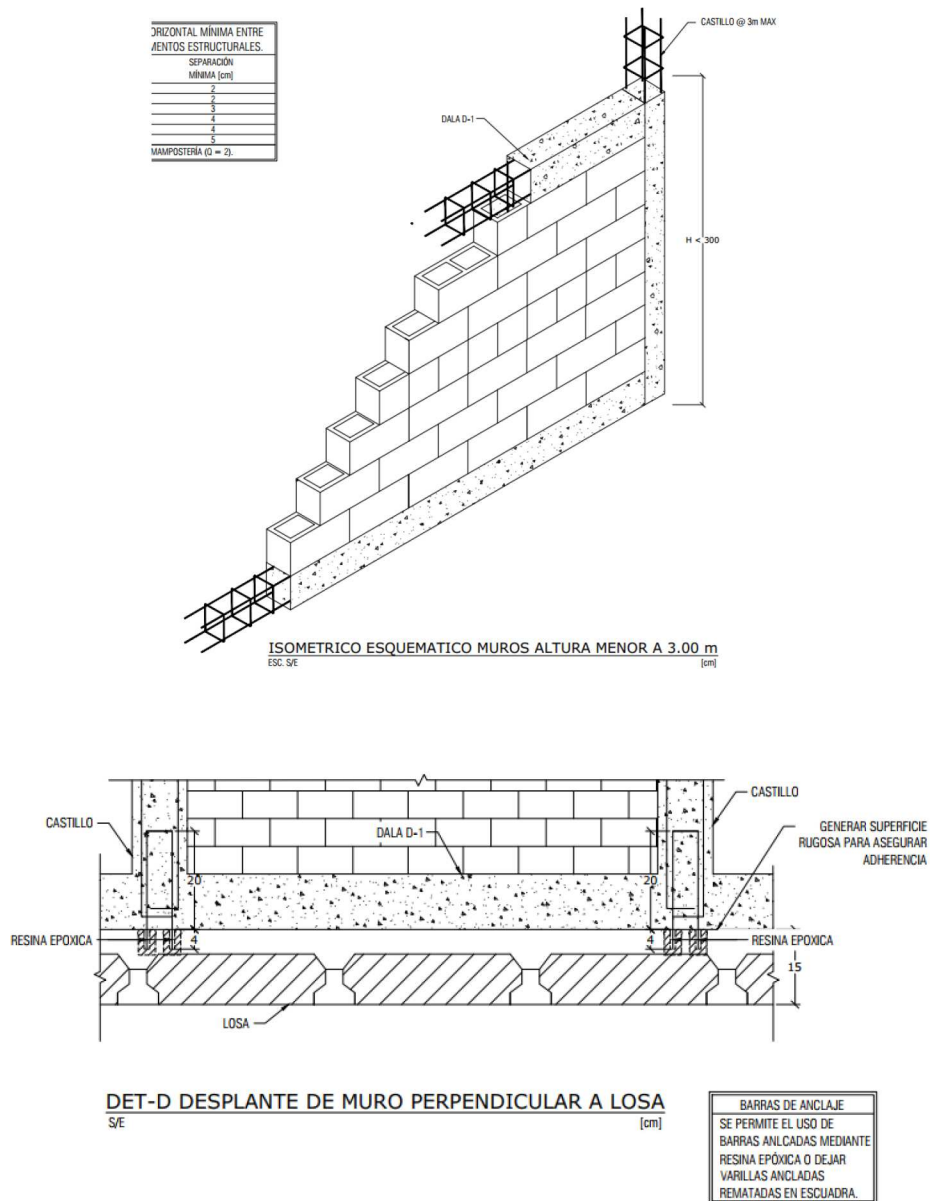 ORIZONTAL MÍNIMA ENTRE
MENTOS ESTRUCTURALES.
SEPARACIÓN
MÍNIMA [cm]
2
2
3
4
4
5
MAMPOSTERÍA (Q = 2).
CASTILLO @ 3m MAX
DALA D-1
H < 300
ISOMETRICO ESQUEMATICO MUROS ALTURA MENOR A 3.00 m
ESC. S/E
[cm]
CASTILLO
CASTILLO
DALA D-1
GENERAR SUPERFICIE
RUGOSA PARA ASEGURAR
ADHERENCIA
20
20
RESINA EPOXICA
4
4
RESINA EPOXICA
15
LOSA
DET-D DESPLANTE DE MURO PERPENDICULAR A LOSA
S/E
[cm]
BARRAS DE ANCLAJE
SE PERMITE EL USO DE
BARRAS ANLCADAS MEDIANTE
RESINA EPÓXICA O DEJAR
VARILLAS ANCLADAS
REMATADAS EN ESCUADRA.